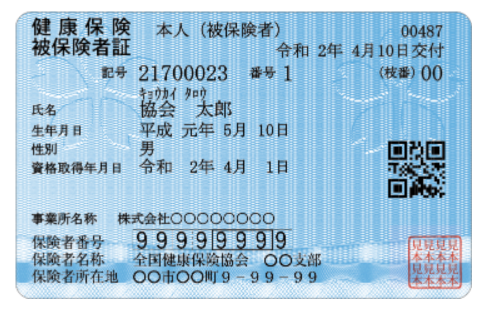 健康保険 本人（被保険者） 00487
被保険者証 令和 2年 4月10日交付
記号 21700023 番号 1 (枝番) 00
ｷｮｳｶｲ ﾀﾛｳ
氏名 協会 太郎
生年月日 平成 元年 5月 10日
性別 男
資格取得年月日 令和 2年 4月 1日
事業所名称 株式会社○○○○○○○○
保険者番号 99999999
保険者名称 全国健康保険協会 ○○支部
保険者所在地 ○○市○○町9－99－99
見見見見
本本本本
見見見見
本本本本